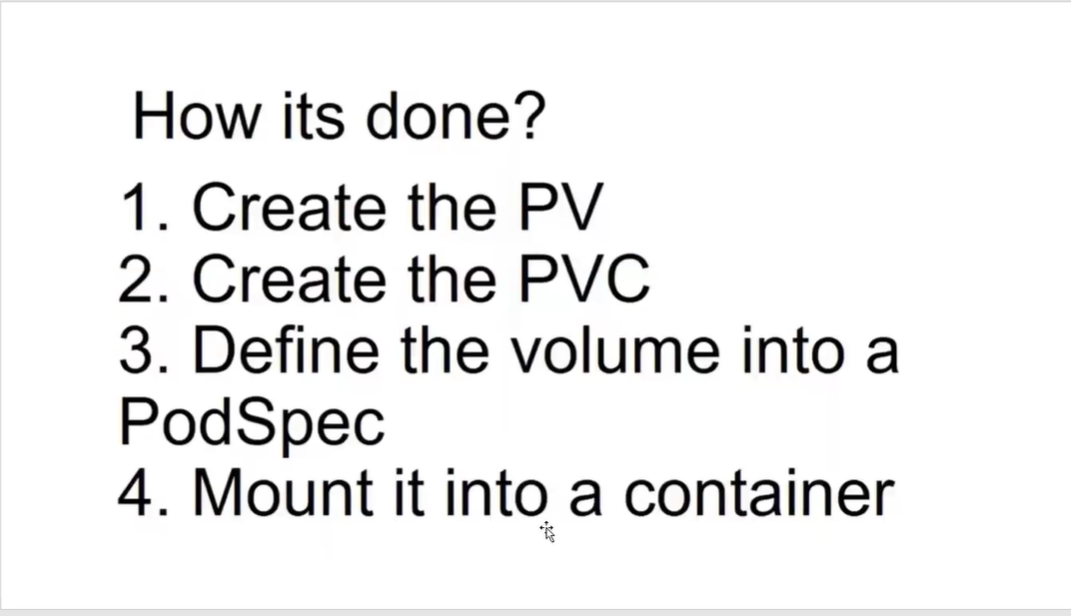 How its done?
1. Create the PV
2. Create the PVC
3. Define the volume into a
PodSpec
4. Mount it into a container